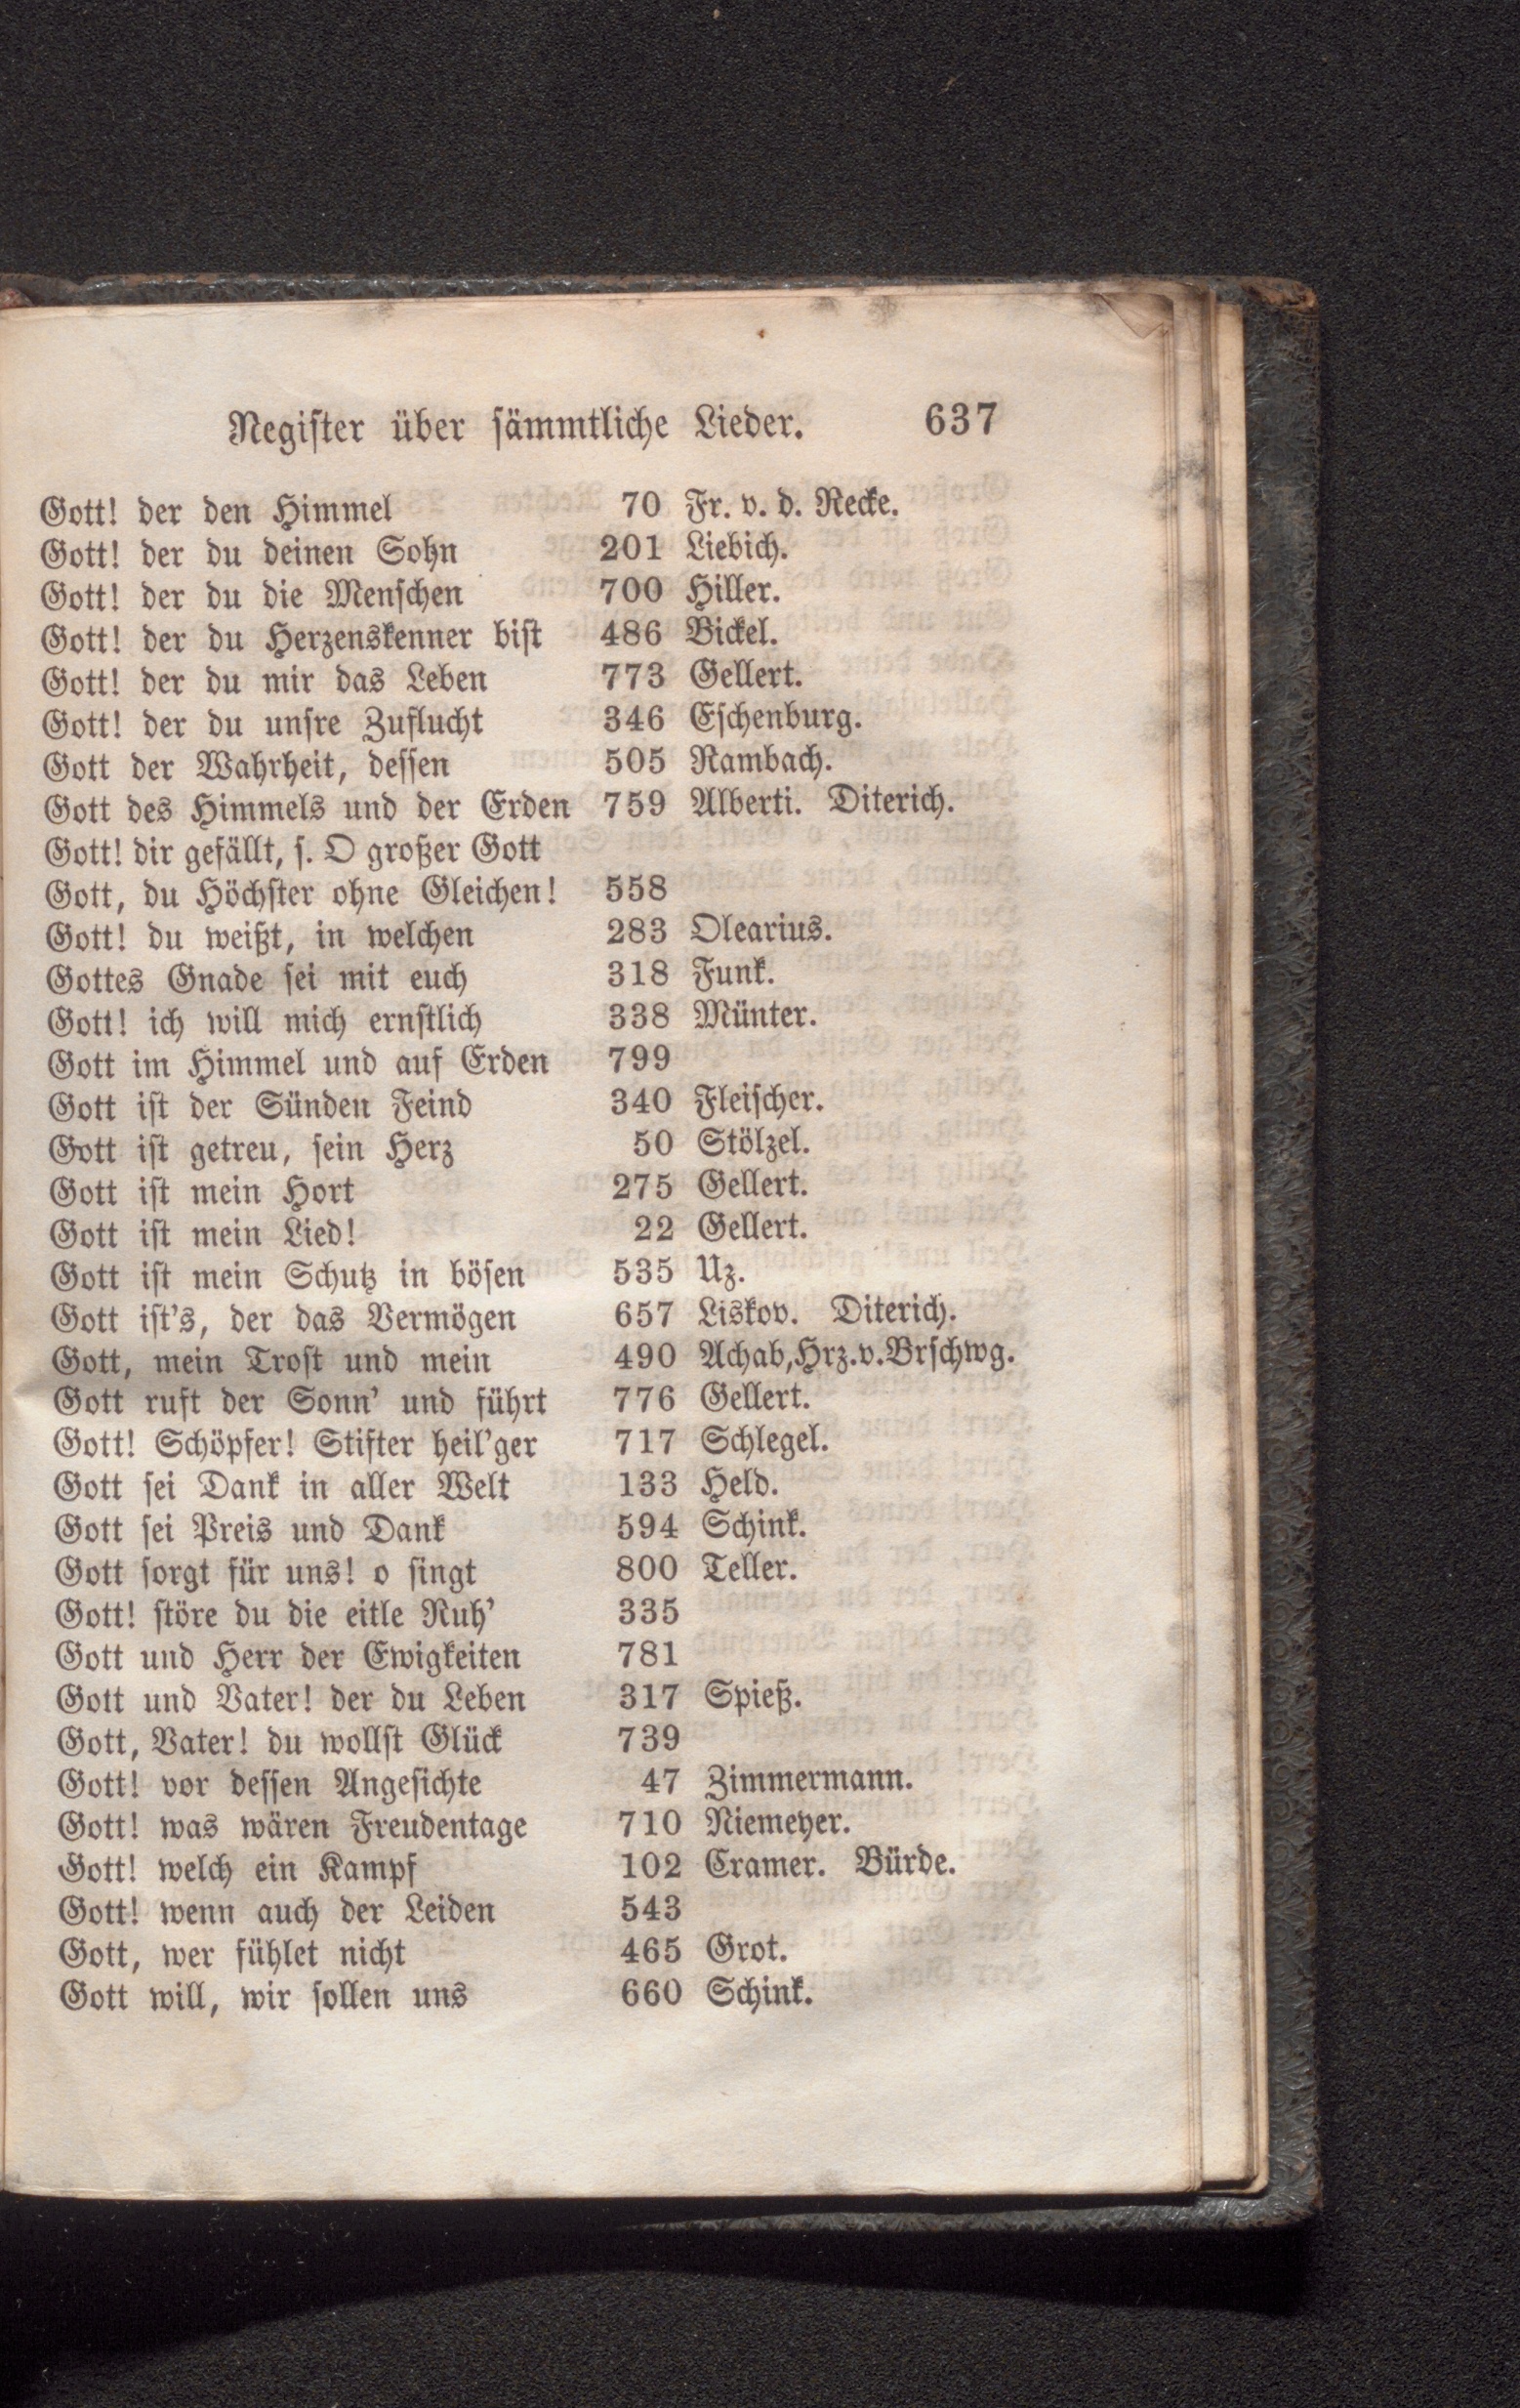 Register über sämmtliche Lieder. 637
Gott! der den Himmel 70 Fr. v. d. Recke.
Gott! der du deinen Sohn 201 Liebich.
Gott! der du die Menschen 700 Hiller.
Gott! der du Herzenskenner bist 486 Bickel.
Gott! der du mir das Leben 773 Gellert.
Gott! der du unsre Zuflucht 346 Eschenburg.
Gott der Wahrheit, dessen 505 Rambach.
Gott des Himmels und der Erden 759 Alberti. Diterich.
Gott! dir gefällt, s. O großer Gott
Gott, du Höchster ohne Gleichen! 558
Gott! du weißt, in welchen 283 Olearius.
Gottes Gnade sei mit euch 318 Funk.
Gott! ich will mich ernstlich 338 Münter.
Gott im Himmel und auf Erden 799
Gott ist der Sünden Feind 340 Fleischer.
Gott ist getreu, sein Herz 50 Stölzel.
Gott ist mein Hort 275 Gellert.
Gott ist mein Lied! 22 Gellert.
Gott ist mein Schutz in bösen 535 Uz.
Gott ist's, der das Vermögen 657 Liskov. Diterich.
Gott, mein Trost und mein 490 Achab,Hrz.v.Brschwg.
Gott ruft der Sonn' und führt 776 Gellert.
Gott! Schöpfer! Stifter heil'ger 717 Schlegel.
Gott sei Dank in aller Welt 133 Held.
Gott sei Preis und Dank 594 Schink.
Gott sorgt für uns! o singt 800 Teller.
Gott! störe du die eitle Ruh' 335
Gott und Herr der Ewigkeiten 781
Gott und Vater! der du Leben 317 Spieß.
Gott, Vater! du wollst Glück 739
Gott! vor dessen Angesichte 47 Zimmermann.
Gott! was wären Freudentage 710 Niemeyer.
Gott! welch ein Kampf 102 Cramer. Bürde.
Gott! wenn auch der Leiden 543
Gott, wer fühlet nicht 465 Grot.
Gott will, wir sollen uns 660 Schink.